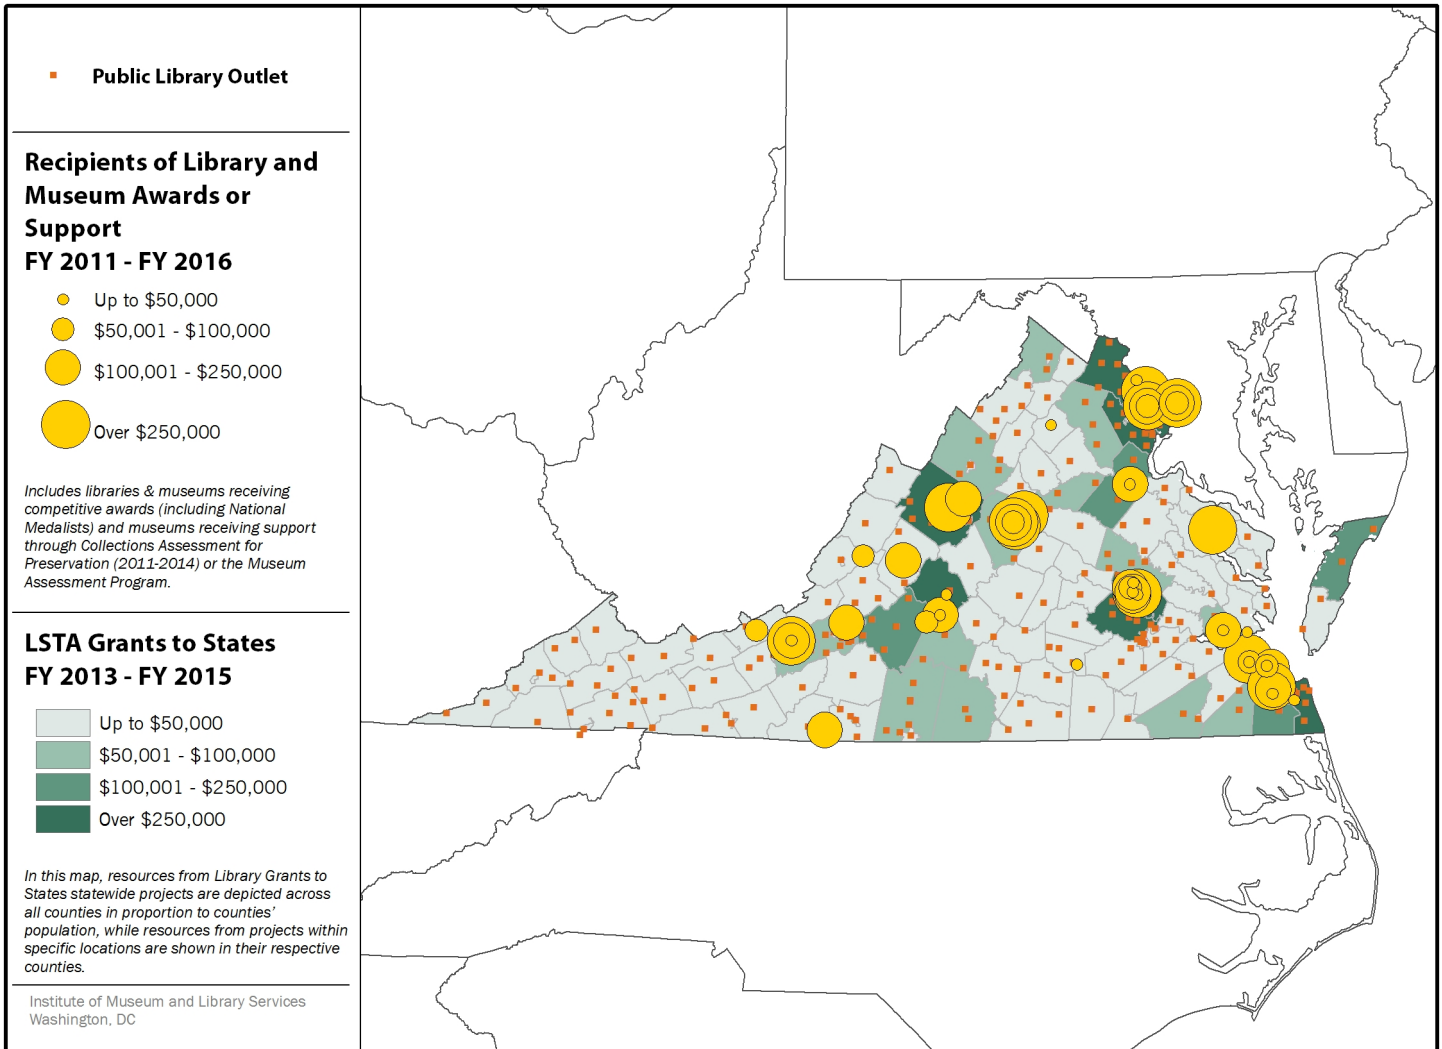 Public Library Outlet
Recipients of Library and
Museum Awards or
Support
FY 2011 - FY 2016
Up to $50,000
$50,001 - $100,000
$100,001 - $250,000
Over $250,000
Includes libraries & museums receiving
competitive awards (including National
Medalists) and museums receiving support
through Collections Assessment for
Preservation (2011-2014) or the Museum
Assessment Program.
LSTA Grants to States
FY 2013 - FY 2015
Up to $50,000
$50,001 - $100,000
$100,001 - $250,000
Over $250,000
In this map, resources from Library Grants to
States statewide projects are depicted across
all counties in proportion to counties'
population, while resources from projects within
specific locations are shown in their respective
counties.
Institute of Museum and Library Services
Washington, DC